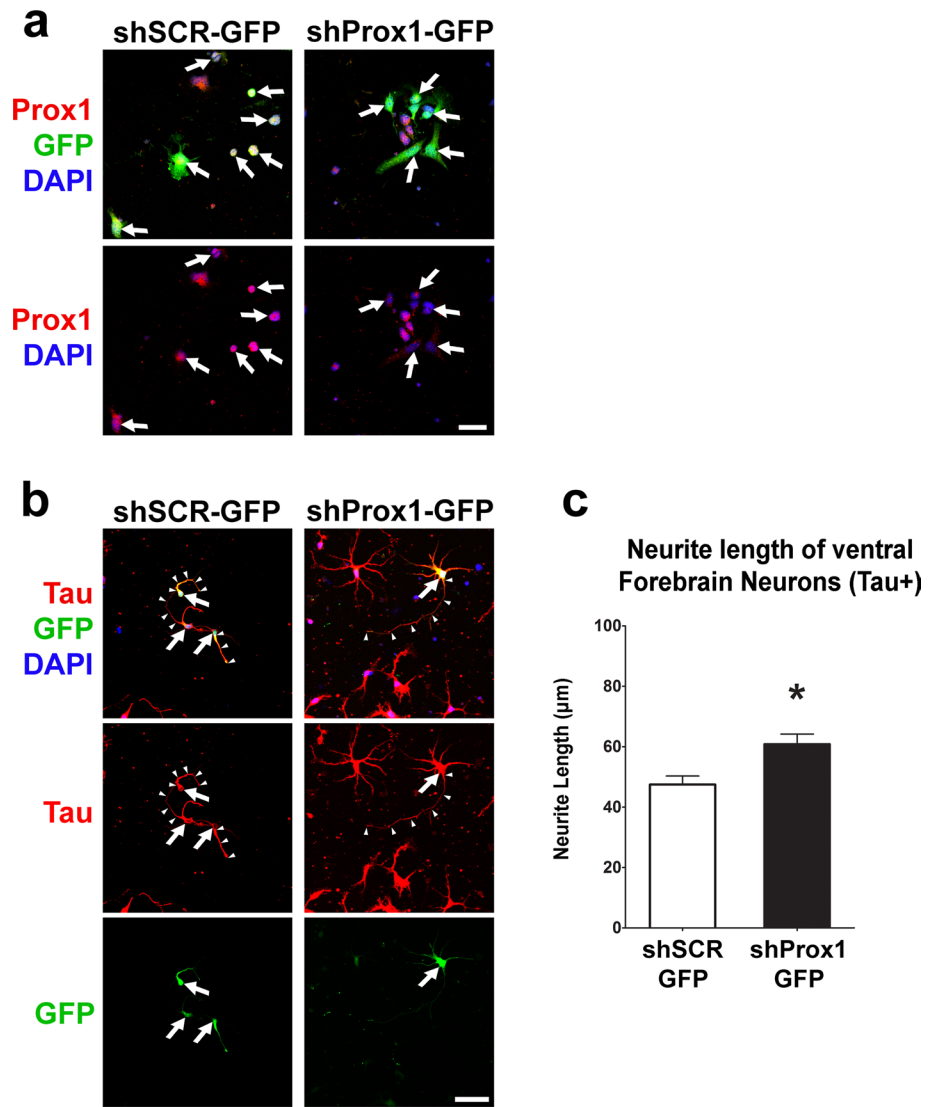 a
shSCR-GFP
shProx1-GFP
Prox1
GFP
DAPI
Prox1
DAPI
b
shSCR-GFP
shProx1-GFP
Tau
GFP
DAPI
Tau
GFP
c
Neurite length of ventral
Forebrain Neurons (Tau+)
Neurite Length (μm)
100
80
60
40
20
0
*
shSCR
GFP
shProx1
GFP